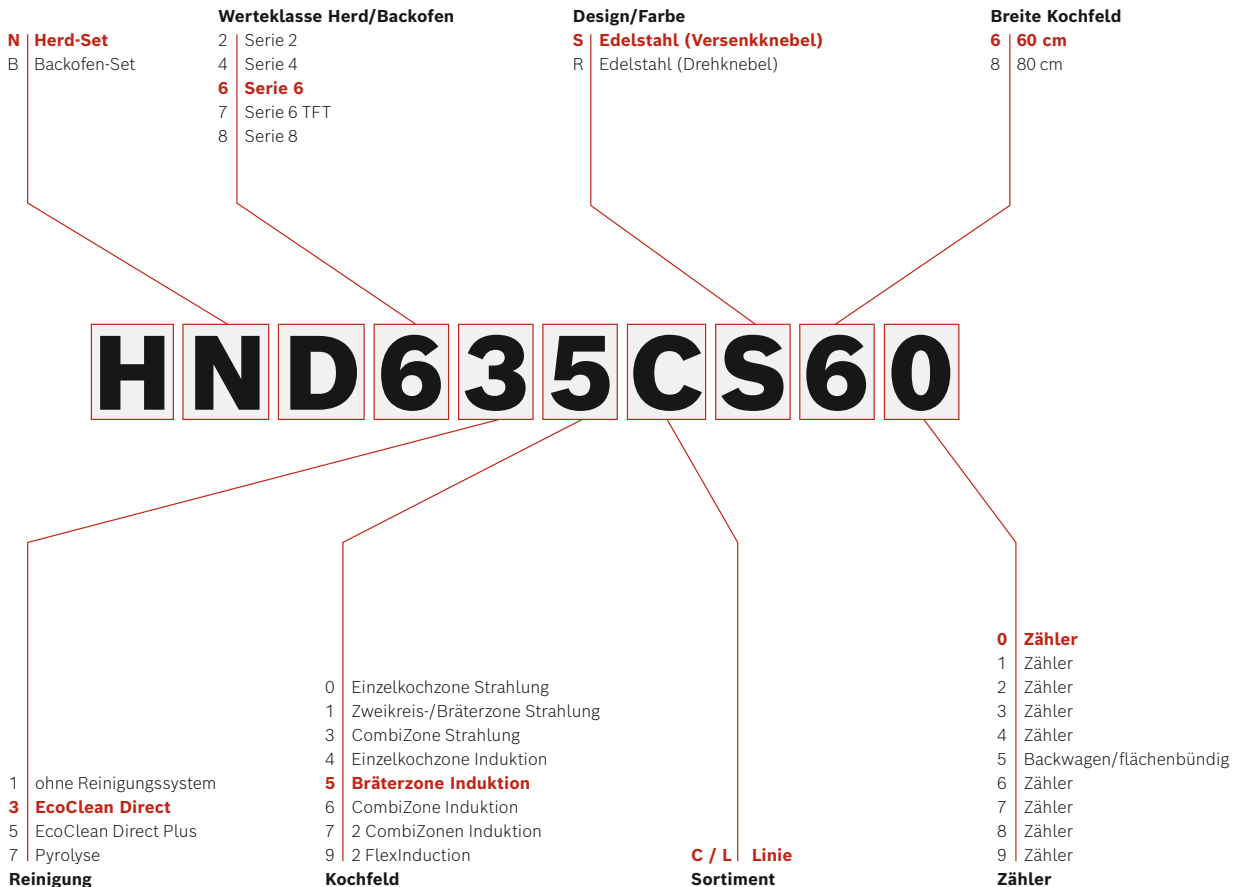 Werteklasse Herd/Backofen
Design/Farbe
Breite Kochfeld
N Herd-Set
B Backofen-Set
2 Serie 2
4 Serie 4
6 Serie 6
7 Serie 6 TFT
8 Serie 8
S Edelstahl (Versenkknebel)
R Edelstahl (Drehknebel)
6 60 cm
8 80 cm
HND635CS60
1 ohne Reinigungssystem
3 EcoClean Direct
5 EcoClean Direct Plus
7 Pyrolyse
Reinigung
0 Einzelkochzone Strahlung
1 Zweikreis-/Bräterzone Strahlung
3 CombiZone Strahlung
4 Einzelkochzone Induktion
5 Bräterzone Induktion
6 CombiZone Induktion
7 2 CombiZonen Induktion
9 2 FlexInduction
Kochfeld
C / L Linie
Sortiment
0 Zähler
1 Zähler
2 Zähler
3 Zähler
4 Zähler
5 Backwagen/flächenbündig
6 Zähler
7 Zähler
8 Zähler
9 Zähler
Zähler